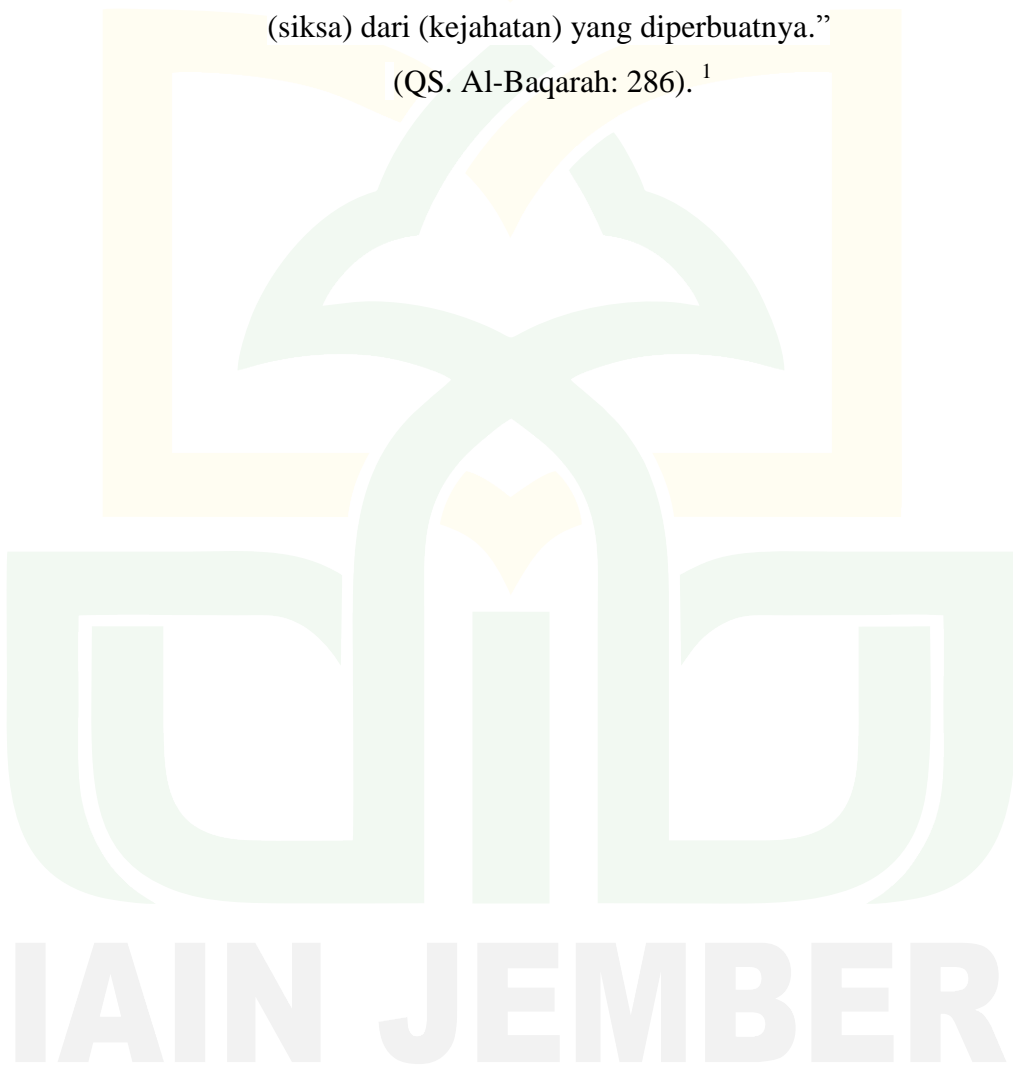 (siksa) dari (kejahatan) yang diperbuatnya.”
(QS. Al-Baqarah: 286). 1
IAIN JEMBER